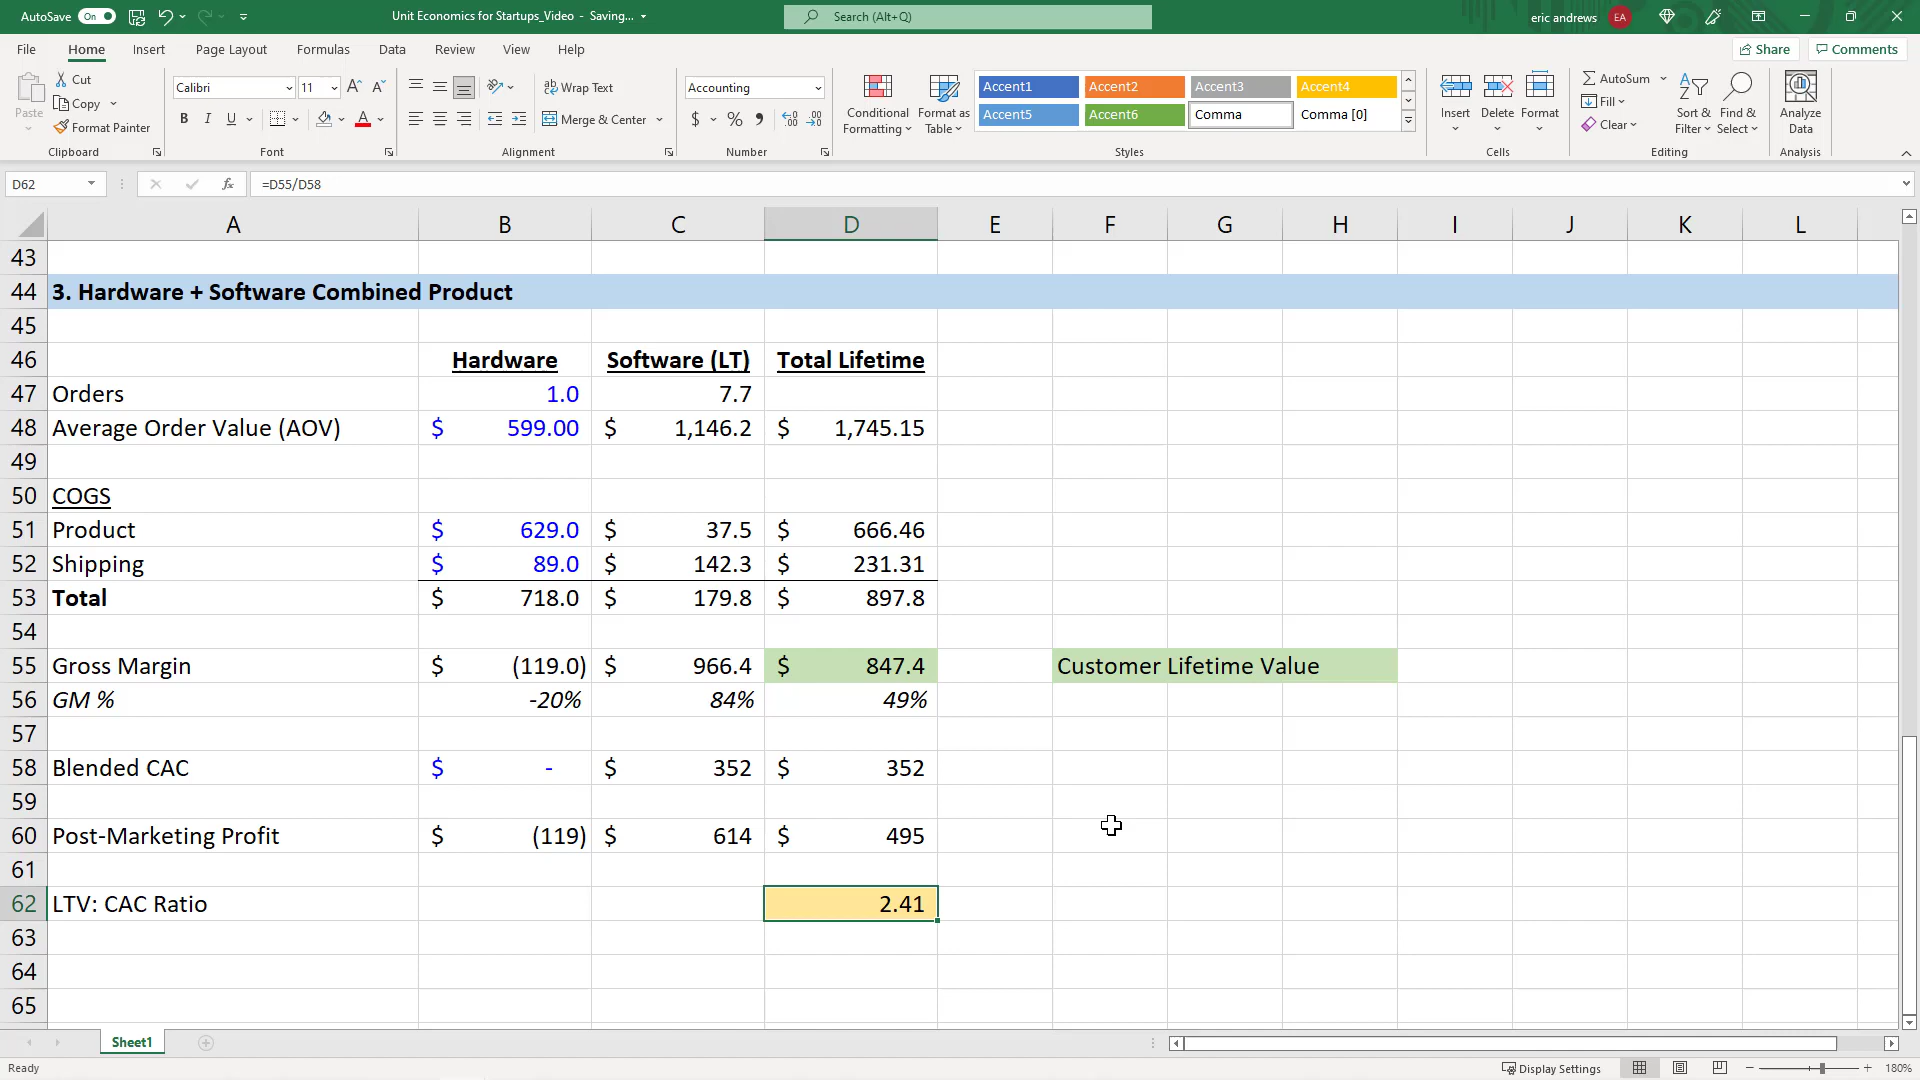 AutoSave On Unit Economics for Startups_Video - Saving... Search (Alt+Q) eric andrews EA
File Home Insert Page Layout Formulas Data Review View Help Share Comments
Cut Calibri 11 Wrap Text Accounting Accent1 Accent2 Accent3 Accent4 AutoSum
Paste Copy Format Painter B I U Merge & Center $ % Conditional Formatting Format as Table Accent5 Accent6 Comma Comma [0] Insert Delete Format Fill Clear Sort & Filter Find & Select Analyze Data
Clipboard Font Alignment Number Styles Cells Editing Analysis
D62 fx =D55/D58
A B C D E F G H I J K L
43
44 3. Hardware + Software Combined Product
45
46 Hardware Software (LT) Total Lifetime
47 Orders 1.0 7.7
48 Average Order Value (AOV) $ 599.00 $ 1,146.2 $ 1,745.15
49
50 COGS
51 Product $ 629.0 $ 37.5 $ 666.46
52 Shipping $ 89.0 $ 142.3 $ 231.31
53 Total $ 718.0 $ 179.8 $ 897.8
54
55 Gross Margin $ (119.0) $ 966.4 $ 847.4 Customer Lifetime Value
56 GM % -20% 84% 49%
57
58 Blended CAC $ - $ 352 $ 352
59
60 Post-Marketing Profit $ (119) $ 614 $ 495
61
62 LTV: CAC Ratio 2.41
63
64
65
Sheet1
Ready Display Settings 180%